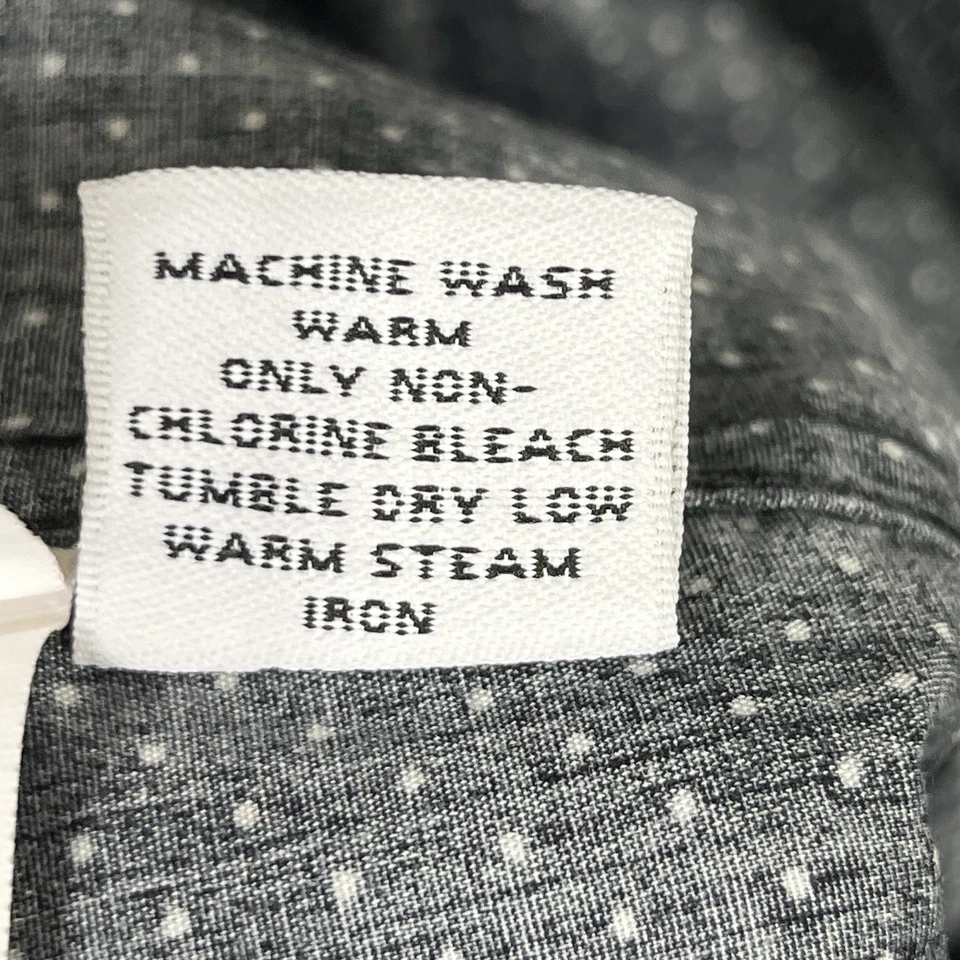 MACHINE WASH
WARM
ONLY NON-
CHLORINE BLEACH
TUMBLE DRY LOW
WARM STEAM
IRON